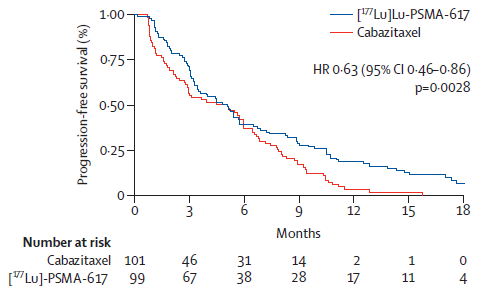 [¹⁷⁷Lu]Lu-PSMA-617
Cabazitaxel
HR 0·63 (95% CI 0·46–0·86)
p=0·0028
Progression-free survival (%)
1·00
0·75
0·50
0·25
0
0 3 6 9 12 15 18
Months
Number at risk
Cabazitaxel 101 46 31 14 2 1 0
[¹⁷⁷Lu]-PSMA-617 99 67 38 28 17 11 4